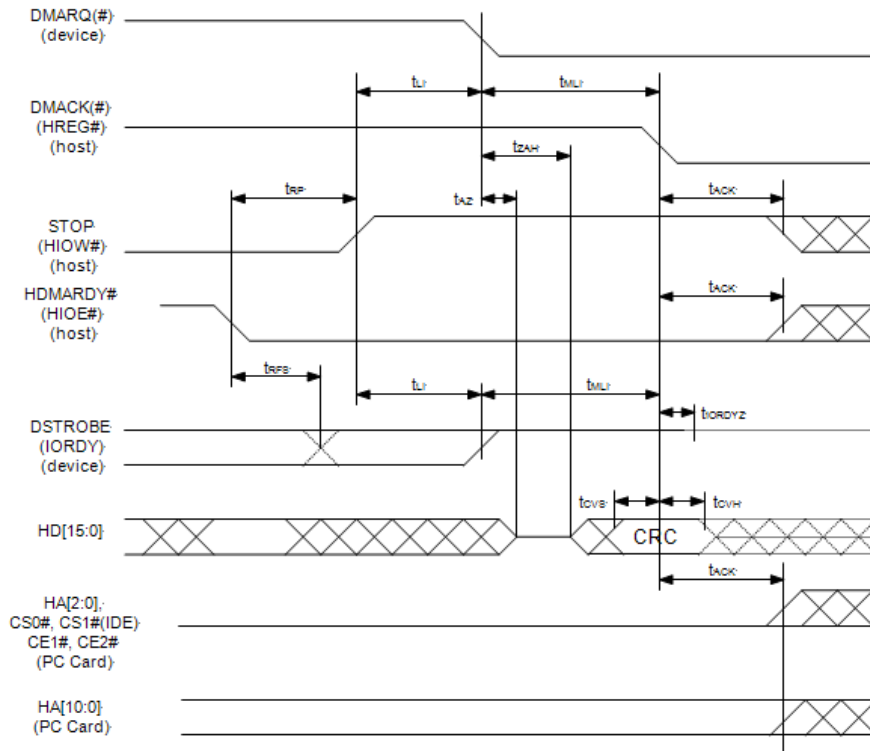 DMARQ(#)
(device)
tLI
tMLI
DMACK(#)
(HREG#)
(host)
tZAH
tRP
tAZ
tACK
STOP
(HIOW#)
(host)
HDMARDY#
(HIOE#)
(host)
tACK
tRFS
tLI
tMLI
DSTROBE
(IORDY)
(device)
tIORDYZ
tCVS
tCVH
HD[15:0]
CRC
tACK
HA[2:0],
CS0#, CS1#(IDE)
CE1#, CE2#
(PC Card)
HA[10:0]
(PC Card)